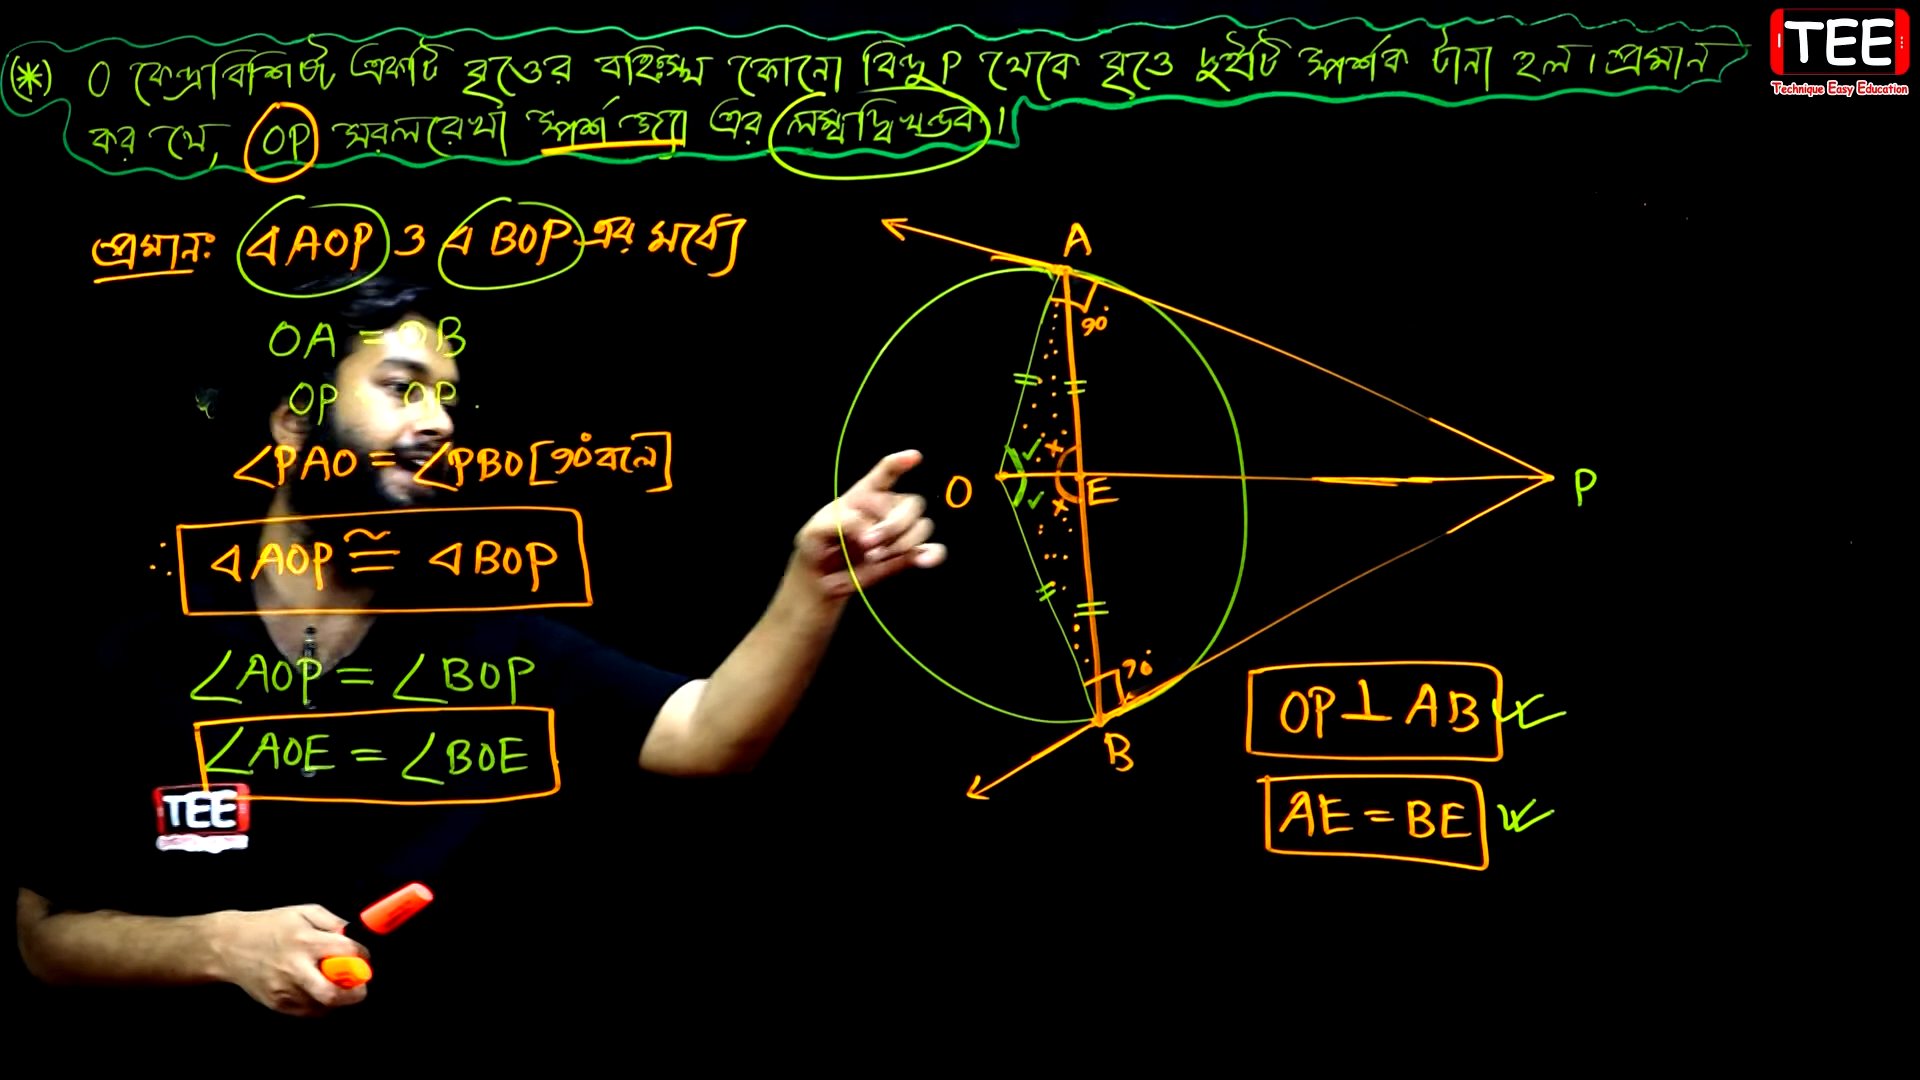 (*) O কেন্দ্রবিশিষ্ট একটি বৃত্তের বহিঃস্থ কোনো বিন্দু P থেকে বৃত্তে দুইটি স্পর্শক টানা হল। প্রমান
কর যে, OP সরলরেখা স্পর্শ জ্যা এর লম্বদ্বিখন্ডক।
TEE
Technique Easy Education
প্রমান: ◁AOP ও ◁BOP এর মধ্যে
OA = OB
OP = OP
∠PAO = ∠PBO [90° বলে]
∴ ◁AOP ≅ ◁BOP
∠AOP = ∠BOP
∠AOE = ∠BOE
TEE
A
90°
O
E
P
90°
B
OP ⊥ AB
AE = BE